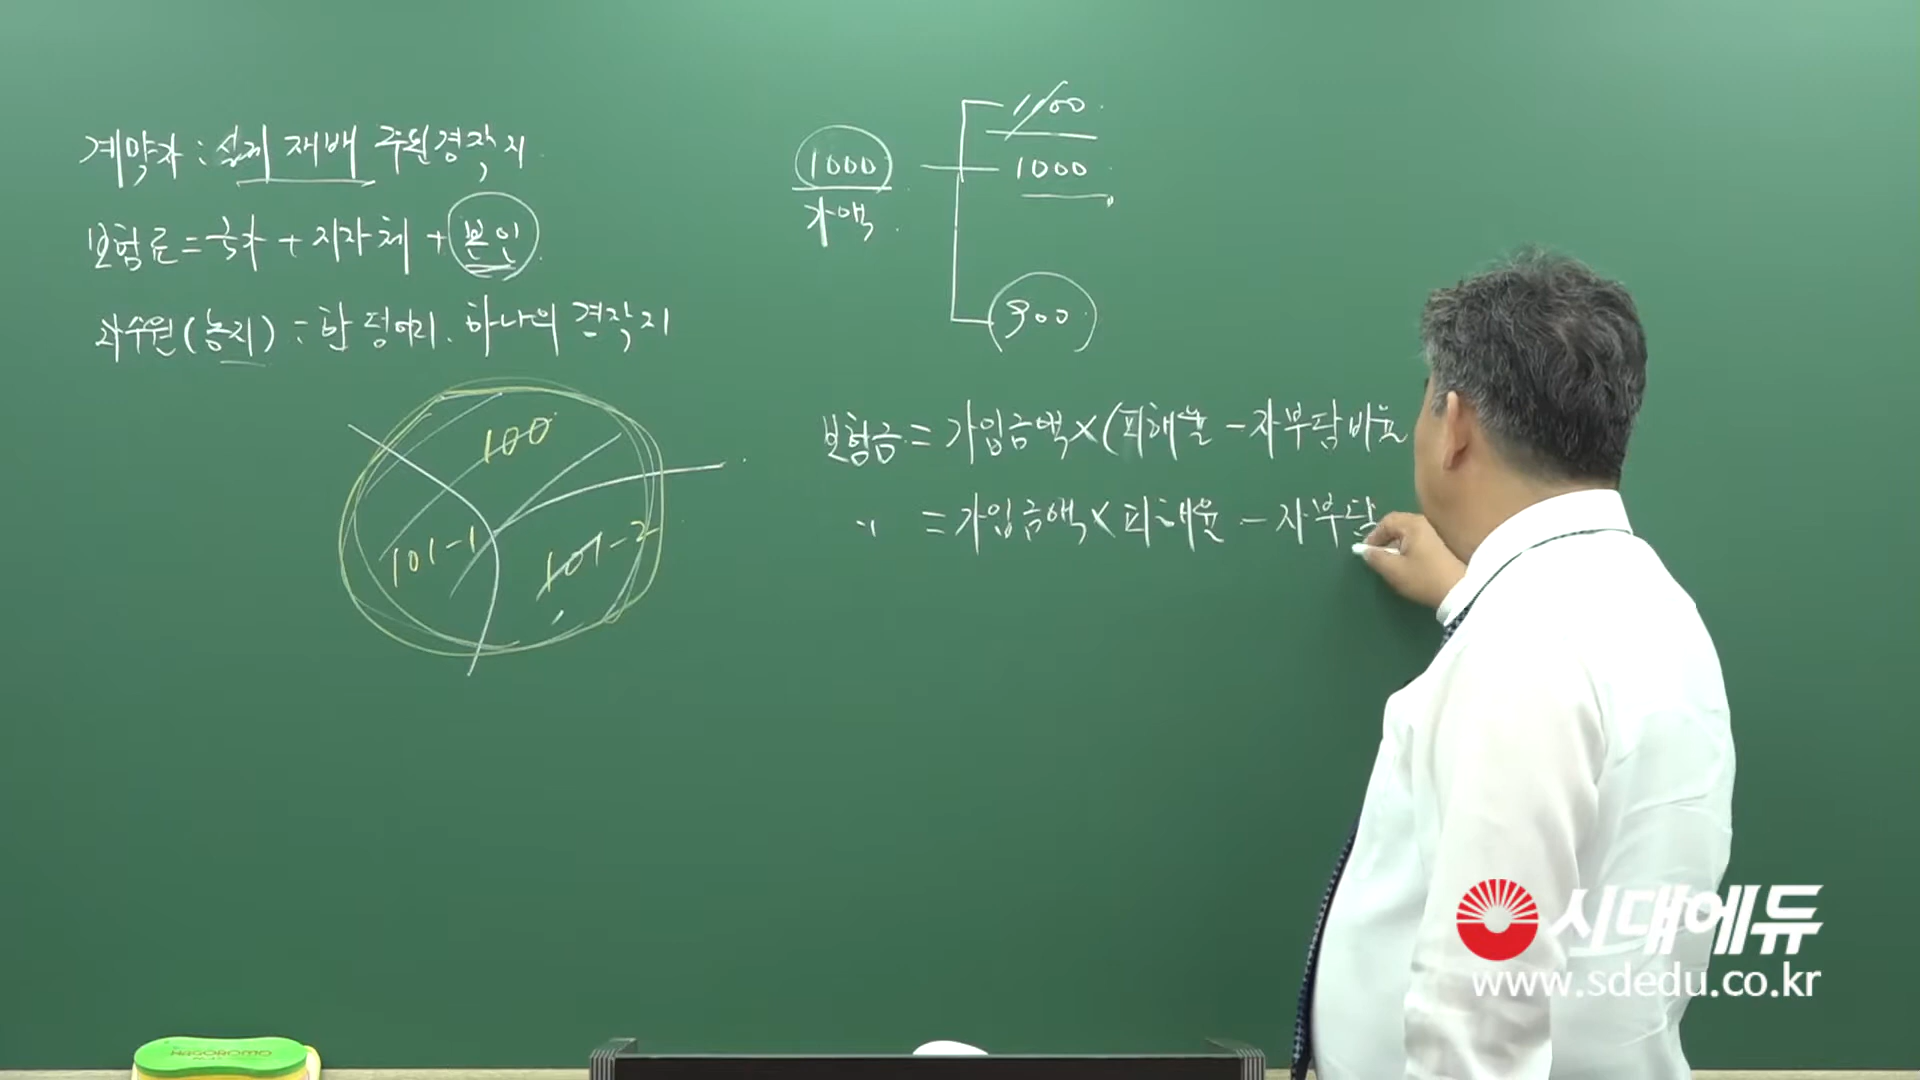 계약자 : 실제 재배 주된경작지
보험료 = 국가 + 지자체 + 본인
과수원(농지) : 한 덩어리. 하나의 경작지
100
101-1
101-2
1000
가액
1100
1000
900
보험금 = 가입금액×(피해율 - 자부담비율
〃 = 가입금액×피해율 - 자부담
시대에듀
www.sdedu.co.kr
HAGOROMO